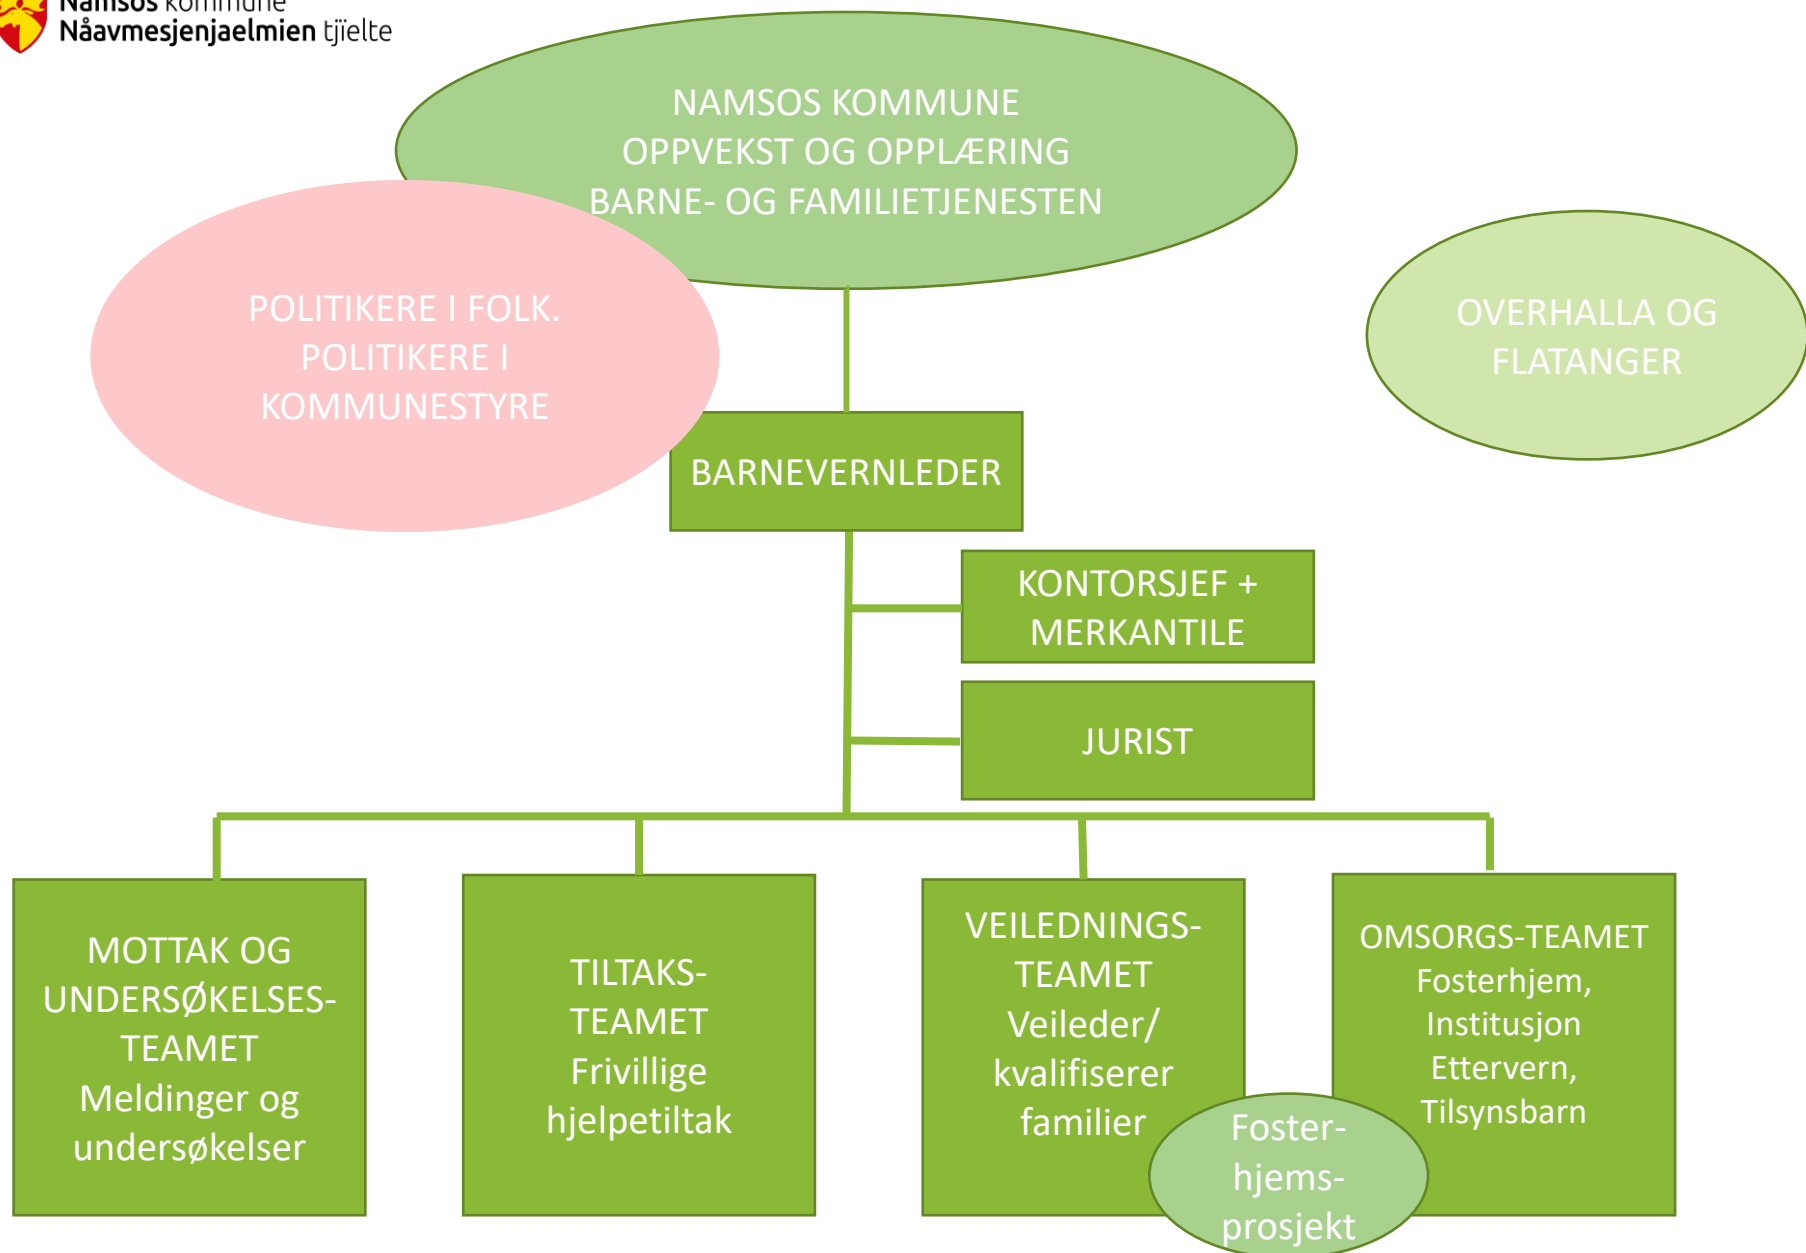 Namsos kommune
Nåavmesjenjaelmien tjïelte
NAMSOS KOMMUNE
OPPVEKST OG OPPLÆRING
BARNE- OG FAMILIETJENESTEN
POLITIKERE I FOLK.
POLITIKERE I
KOMMUNESTYRE
OVERHALLA OG
FLATANGER
BARNEVERNLEDER
KONTORSJEF +
MERKANTILE
JURIST
MOTTAK OG
UNDERSØKELSES-
TEAMET
Meldinger og
undersøkelser
TILTAKS-
TEAMET
Frivillige
hjelpetiltak
VEILEDNINGS-
TEAMET
Veileder/
kvalifiserer
familier
OMSORGS-TEAMET
Fosterhjem,
Institusjon
Ettervern,
Tilsynsbarn
Foster-
hjems-
prosjekt